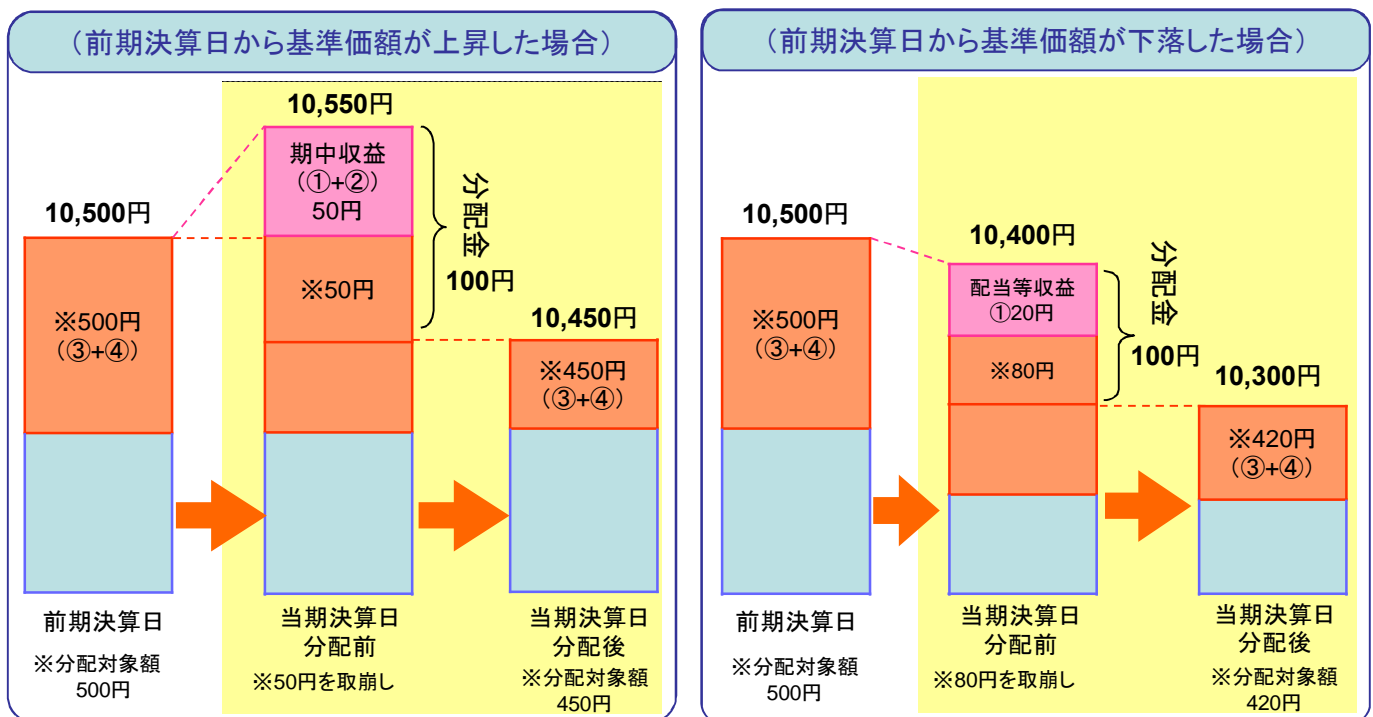 （前期決算日から基準価額が上昇した場合）
10,550円
期中収益
（①+②）
50円
分配金
100円
10,500円
※500円
（③+④）
※50円
10,450円
※450円
（③+④）
前期決算日
※分配対象額
500円
当期決算日
分配前
※50円を取崩し
当期決算日
分配後
※分配対象額
450円
（前期決算日から基準価額が下落した場合）
10,500円
※500円
（③+④）
10,400円
配当等収益
①20円
※80円
分配金
100円
10,300円
※420円
（③+④）
前期決算日
※分配対象額
500円
当期決算日
分配前
※80円を取崩し
当期決算日
分配後
※分配対象額
420円